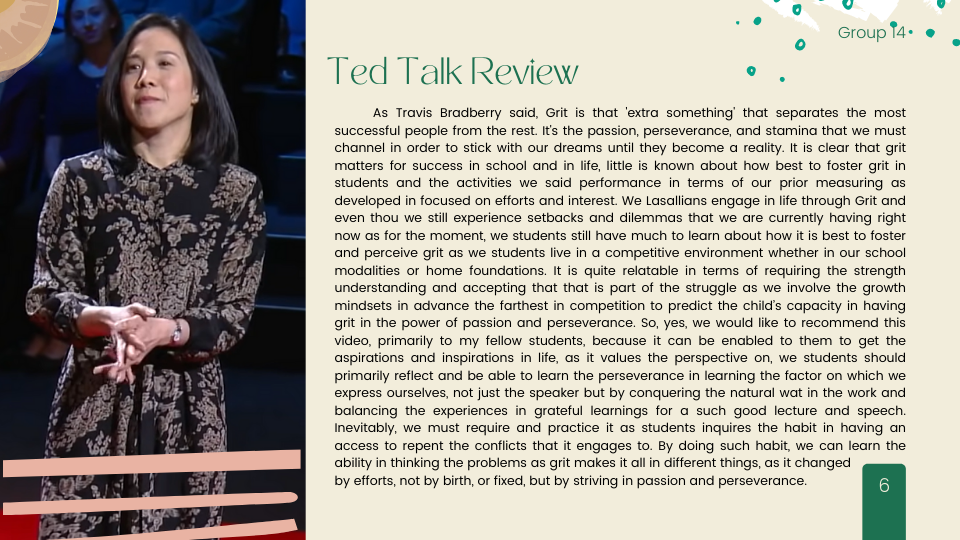 Group 14
Ted Talk Review
As Travis Bradberry said, Grit is that 'extra something' that separates the most
successful people from the rest. It's the passion, perseverance, and stamina that we must
channel in order to stick with our dreams until they become a reality. It is clear that grit
matters for success in school and in life, little is known about how best to foster grit in
students and the activities we said performance in terms of our prior measuring as
developed in focused on efforts and interest. We Lasallians engage in life through Grit and
even thou we still experience setbacks and dilemmas that we are currently having right
now as for the moment, we students still have much to learn about how it is best to foster
and perceive grit as we students live in a competitive environment whether in our school
modalities or home foundations. It is quite relatable in terms of requiring the strength
understanding and accepting that that is part of the struggle as we involve the growth
mindsets in advance the farthest in competition to predict the child's capacity in having
grit in the power of passion and perseverance. So, yes, we would like to recommend this
video, primarily to my fellow students, because it can be enabled to them to get the
aspirations and inspirations in life, as it values the perspective on, we students should
primarily reflect and be able to learn the perseverance in learning the factor on which we
express ourselves, not just the speaker but by conquering the natural wat in the work and
balancing the experiences in grateful learnings for a such good lecture and speech.
Inevitably, we must require and practice it as students inquires the habit in having an
access to repent the conflicts that it engages to. By doing such habit, we can learn the
ability in thinking the problems as grit makes it all in different things, as it changed
by efforts, not by birth, or fixed, but by striving in passion and perseverance.
6